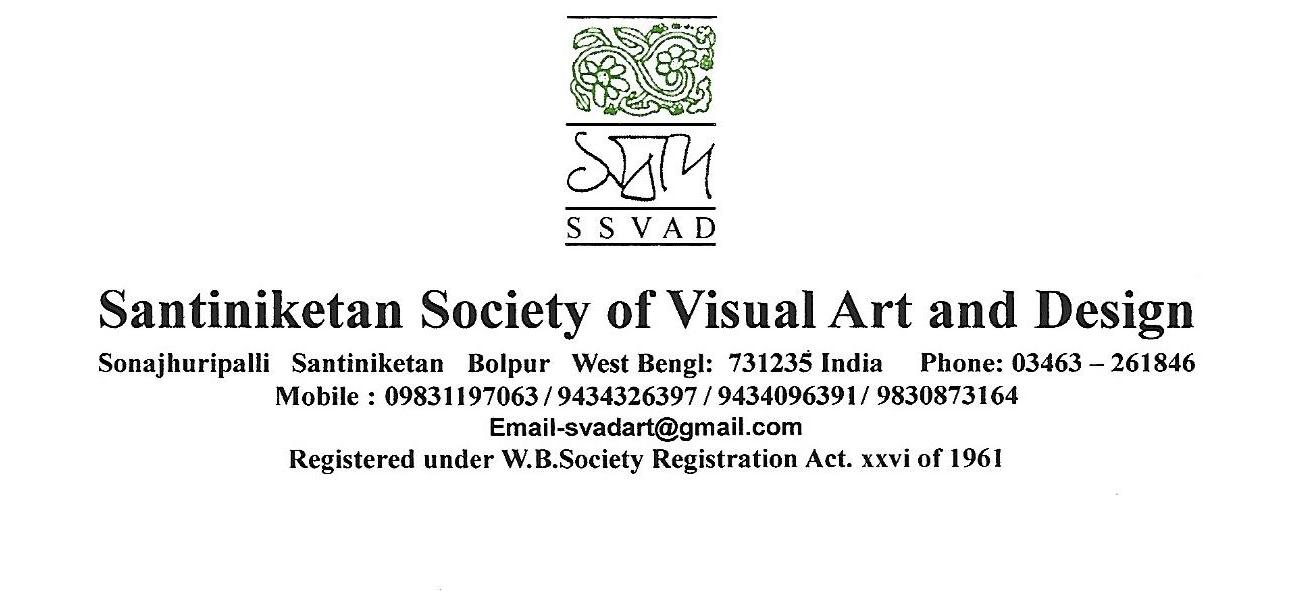 SSVAD
Santiniketan Society of Visual Art and Design
Sonajhuripalli Santiniketan Bolpur West Bengl: 731235 India Phone: 03463 – 261846
Mobile : 09831197063 / 9434326397 / 9434096391/ 9830873164
Email-svadart@gmail.com
Registered under W.B.Society Registration Act. xxvi of 1961